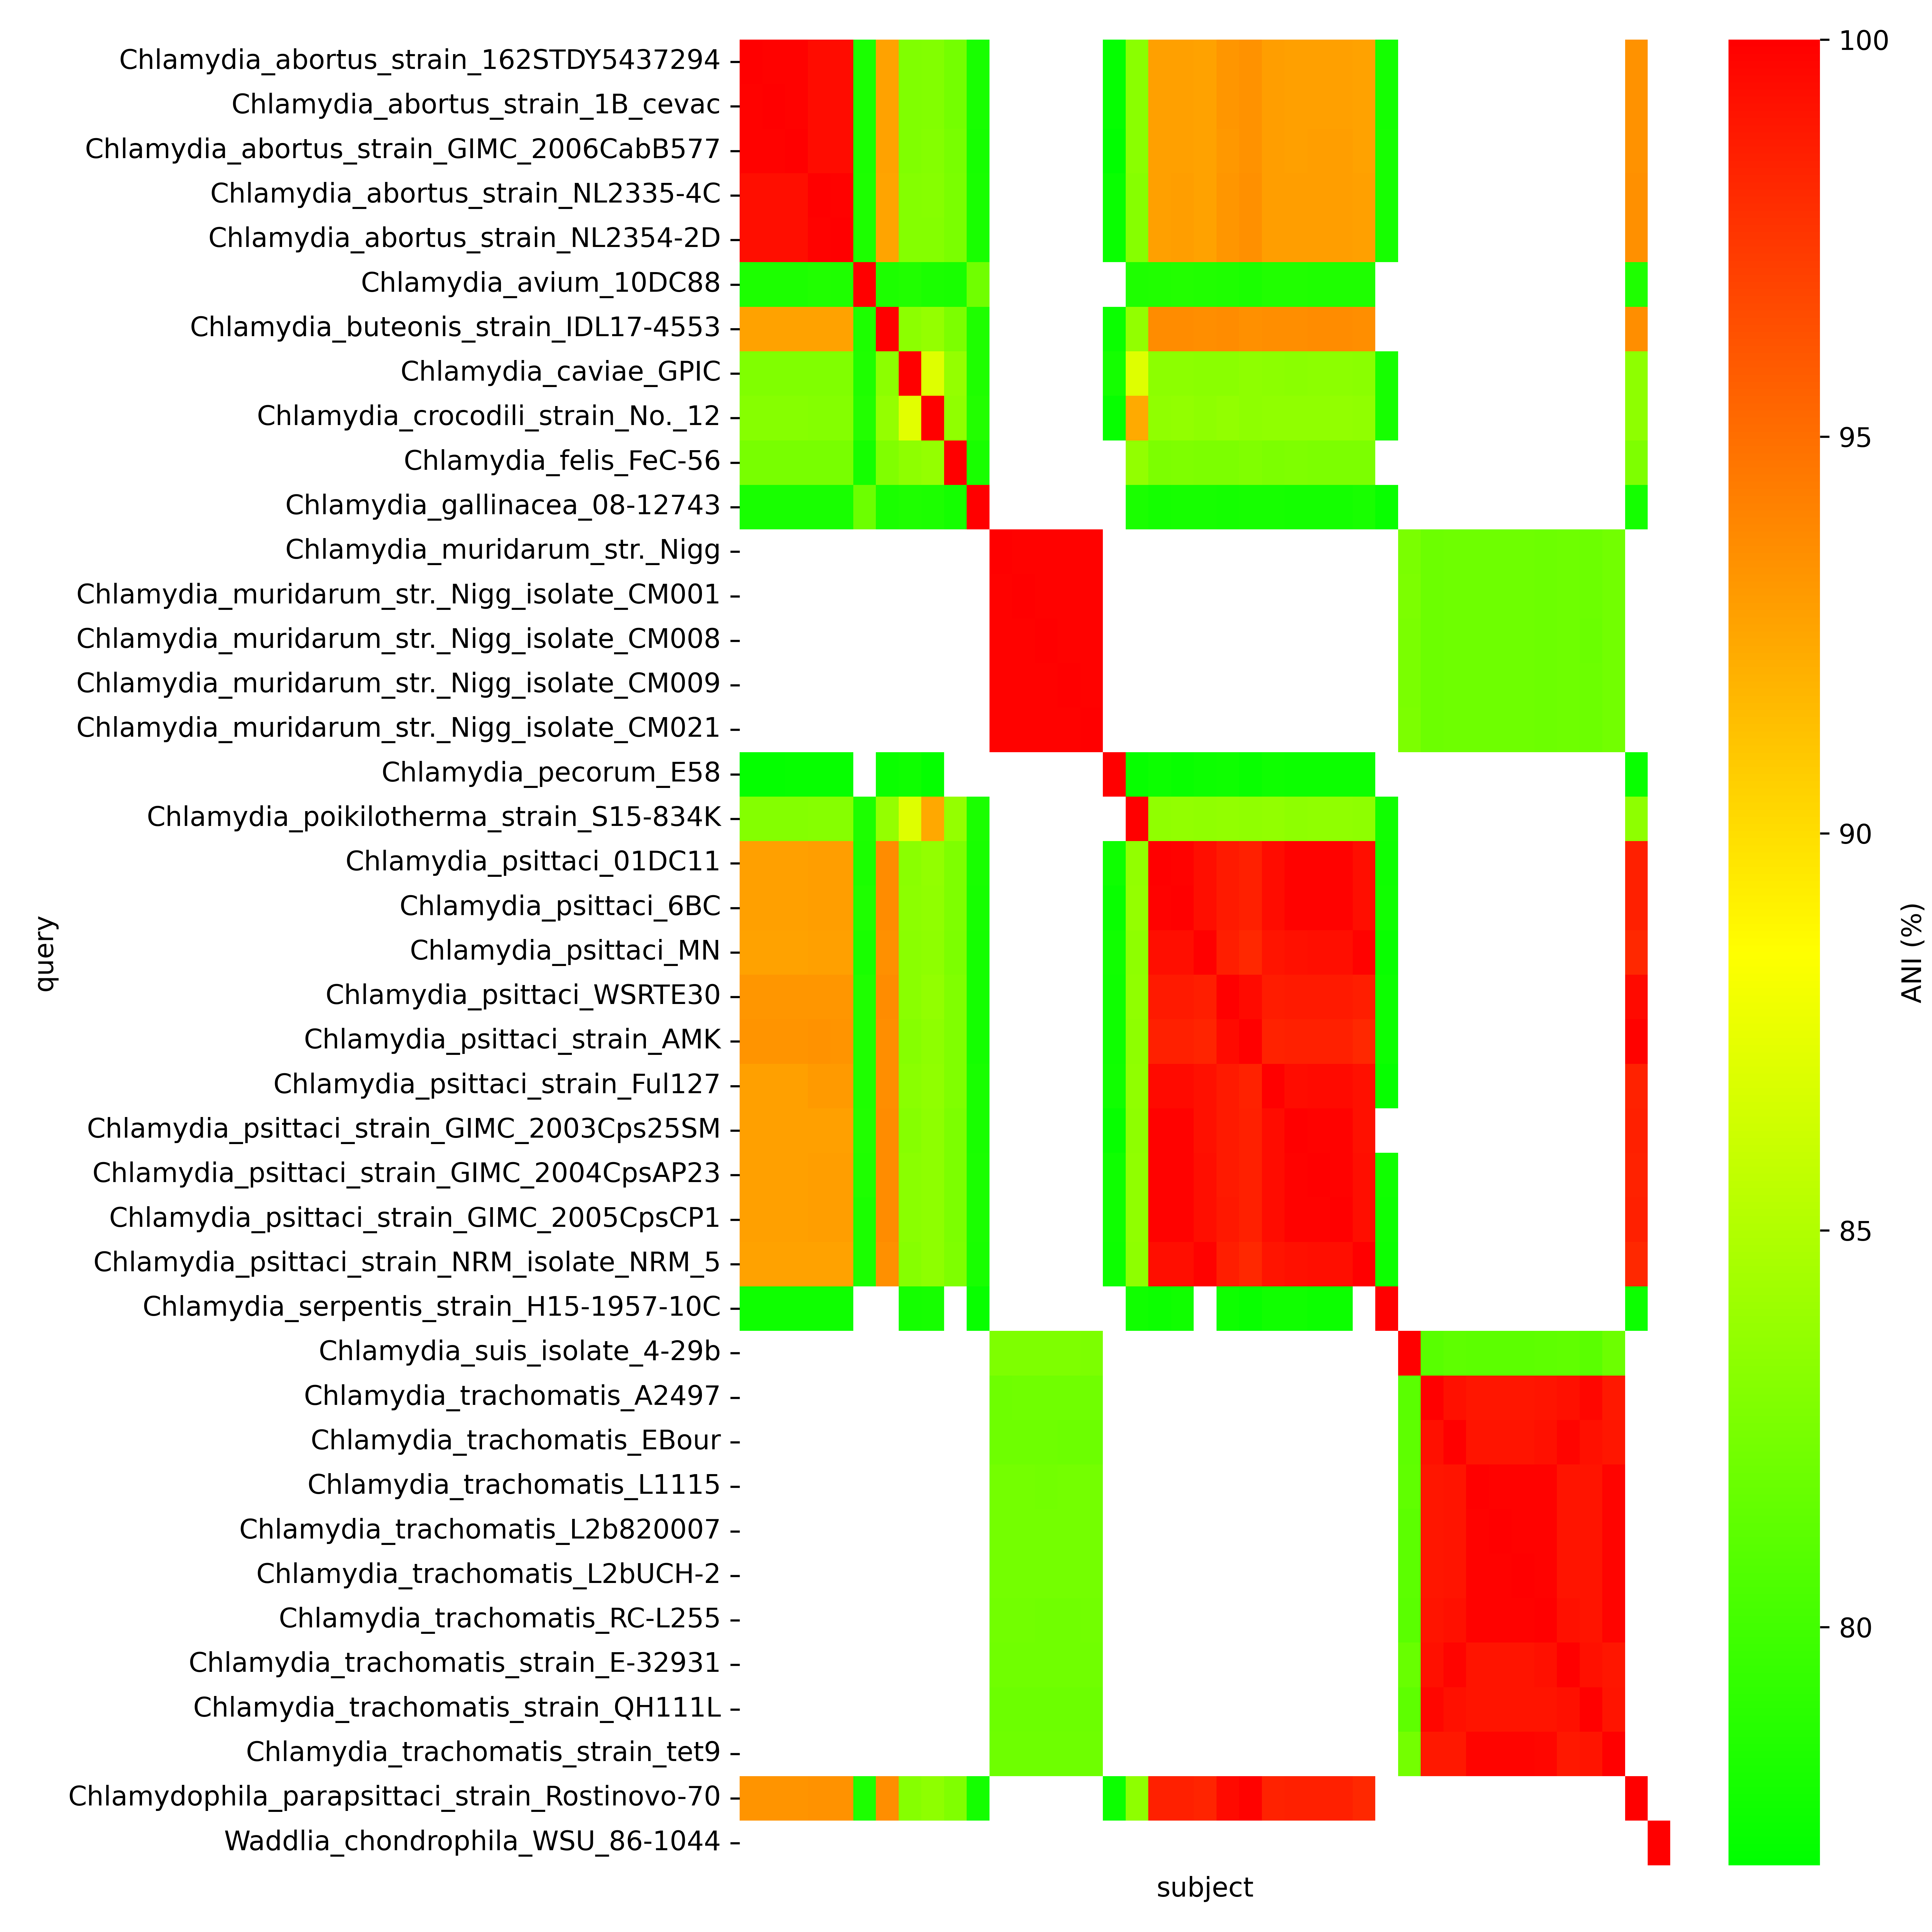 Chlamydia_abortus_strain_162STDY5437294
Chlamydia_abortus_strain_1B_cevac
Chlamydia_abortus_strain_GIMC_2006CabB577
Chlamydia_abortus_strain_NL2335-4C
Chlamydia_abortus_strain_NL2354-2D
Chlamydia_avium_10DC88
Chlamydia_buteonis_strain_IDL17-4553
Chlamydia_caviae_GPIC
Chlamydia_crocodili_strain_No._12
Chlamydia_felis_FeC-56
Chlamydia_gallinacea_08-12743
Chlamydia_muridarum_str._Nigg
Chlamydia_muridarum_str._Nigg_isolate_CM001
Chlamydia_muridarum_str._Nigg_isolate_CM008
Chlamydia_muridarum_str._Nigg_isolate_CM009
Chlamydia_muridarum_str._Nigg_isolate_CM021
Chlamydia_pecorum_E58
Chlamydia_poikilotherma_strain_S15-834K
Chlamydia_psittaci_01DC11
Chlamydia_psittaci_6BC
Chlamydia_psittaci_MN
Chlamydia_psittaci_WSRTE30
Chlamydia_psittaci_strain_AMK
Chlamydia_psittaci_strain_Ful127
Chlamydia_psittaci_strain_GIMC_2003Cps25SM
Chlamydia_psittaci_strain_GIMC_2004CpsAP23
Chlamydia_psittaci_strain_GIMC_2005CpsCP1
Chlamydia_psittaci_strain_NRM_isolate_NRM_5
Chlamydia_serpentis_strain_H15-1957-10C
Chlamydia_suis_isolate_4-29b
Chlamydia_trachomatis_A2497
Chlamydia_trachomatis_EBour
Chlamydia_trachomatis_L1115
Chlamydia_trachomatis_L2b820007
Chlamydia_trachomatis_L2bUCH-2
Chlamydia_trachomatis_RC-L255
Chlamydia_trachomatis_strain_E-32931
Chlamydia_trachomatis_strain_QH111L
Chlamydia_trachomatis_strain_tet9
Chlamydophila_parapsittaci_strain_Rostinovo-70
Waddlia_chondrophila_WSU_86-1044
query
subject
100
95
90
85
80
ANI (%)